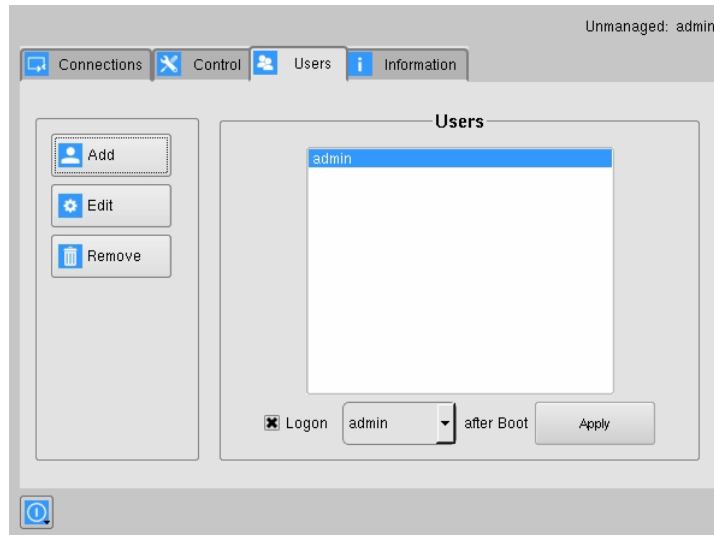 Unmanaged: admin
Connections Control Users Information
Users
Add
admin
Edit
Remove
Logon admin after Boot Apply